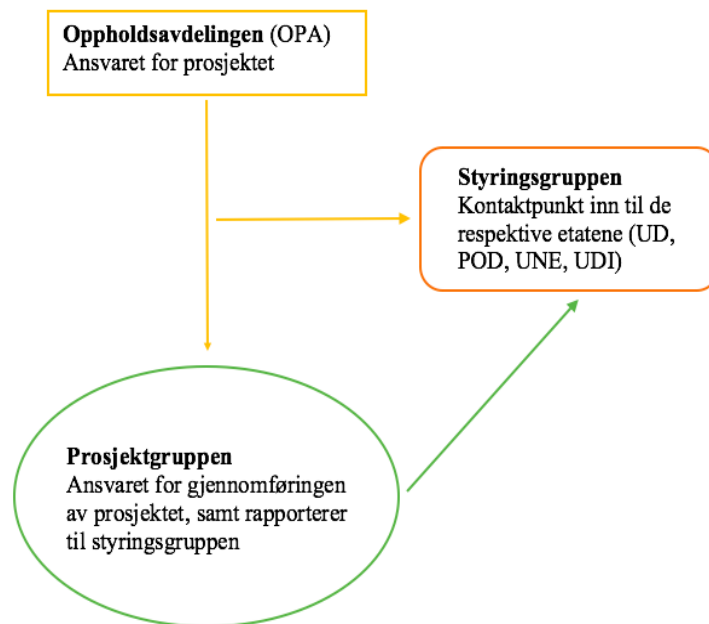 Oppholdsavdelingen (OPA)
Ansvaret for prosjektet
Styringsgruppen
Kontaktpunkt inn til de
respektive etatene (UD,
POD, UNE, UDI)
Prosjektgruppen
Ansvaret for gjennomføringen
av prosjektet, samt rapporterer
til styringsgruppen